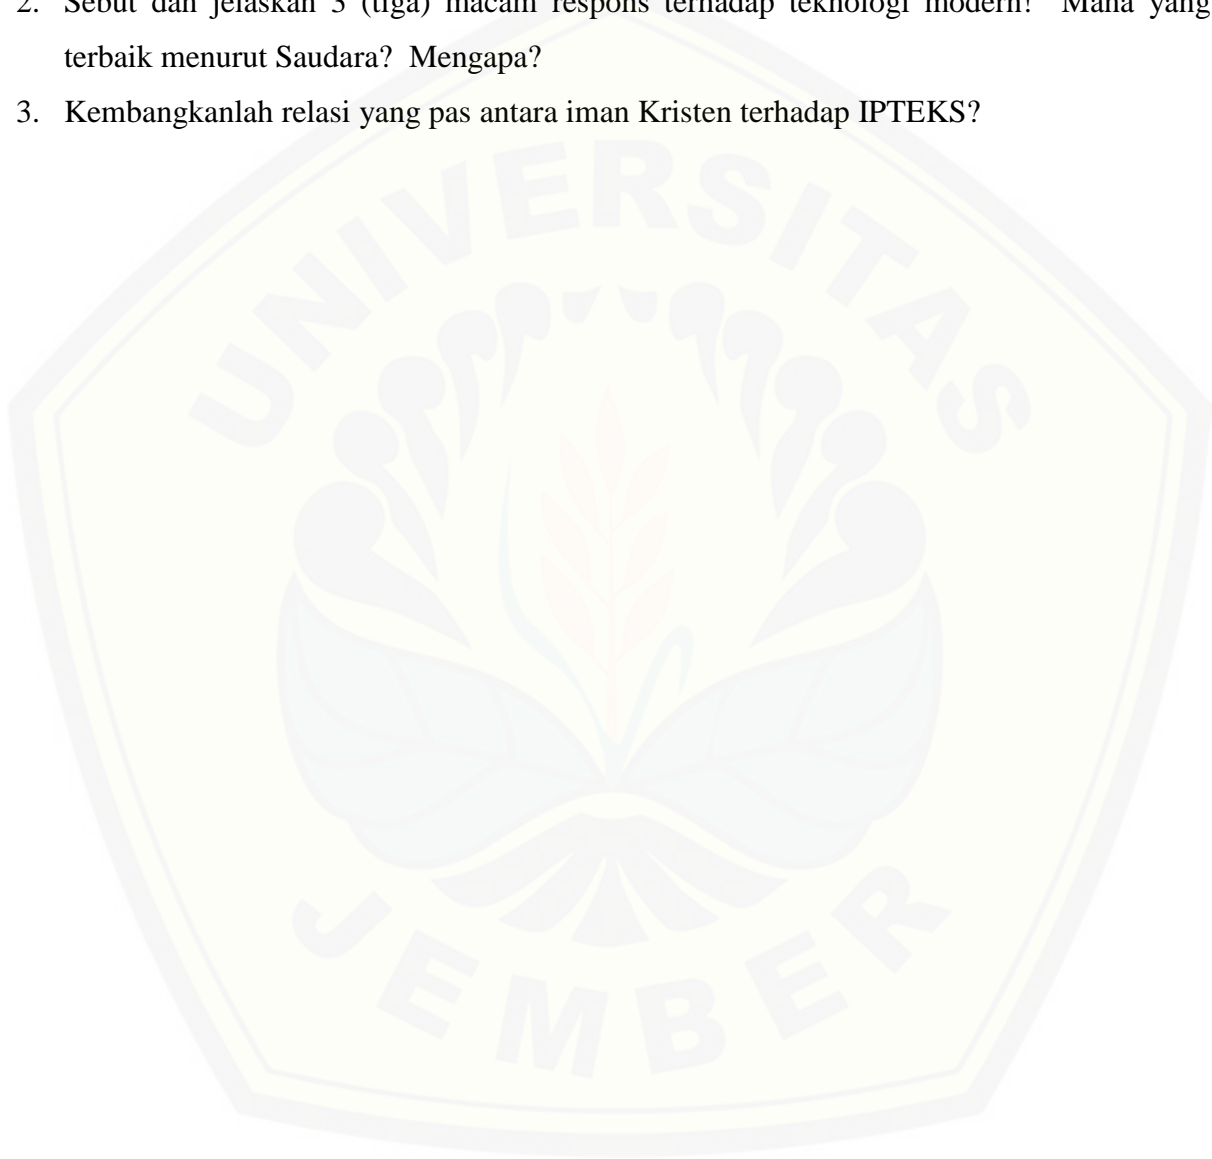 2. Sebut dan jelaskan 3 (tiga) macam respons terhadap teknologi modern! Mana yang
terbaik menurut Saudara? Mengapa?
3. Kembangkanlah relasi yang pas antara iman Kristen terhadap IPTEKS?
UNIVERSITAS
JEMBER